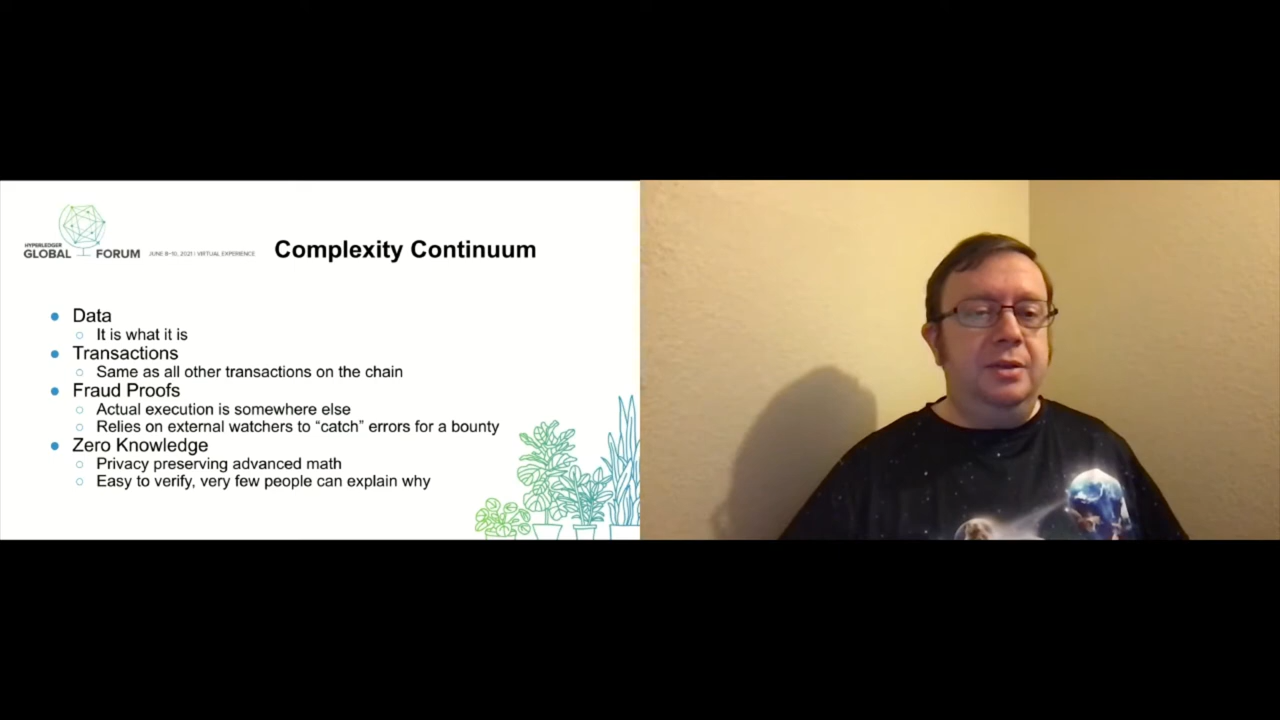 HYPERLEDGER
GLOBAL FORUM
JUNE 8-10, 2021 | VIRTUAL EXPERIENCE
Complexity Continuum
Data
It is what it is
Transactions
Same as all other transactions on the chain
Fraud Proofs
Actual execution is somewhere else
Relies on external watchers to “catch” errors for a bounty
Zero Knowledge
Privacy preserving advanced math
Easy to verify, very few people can explain why